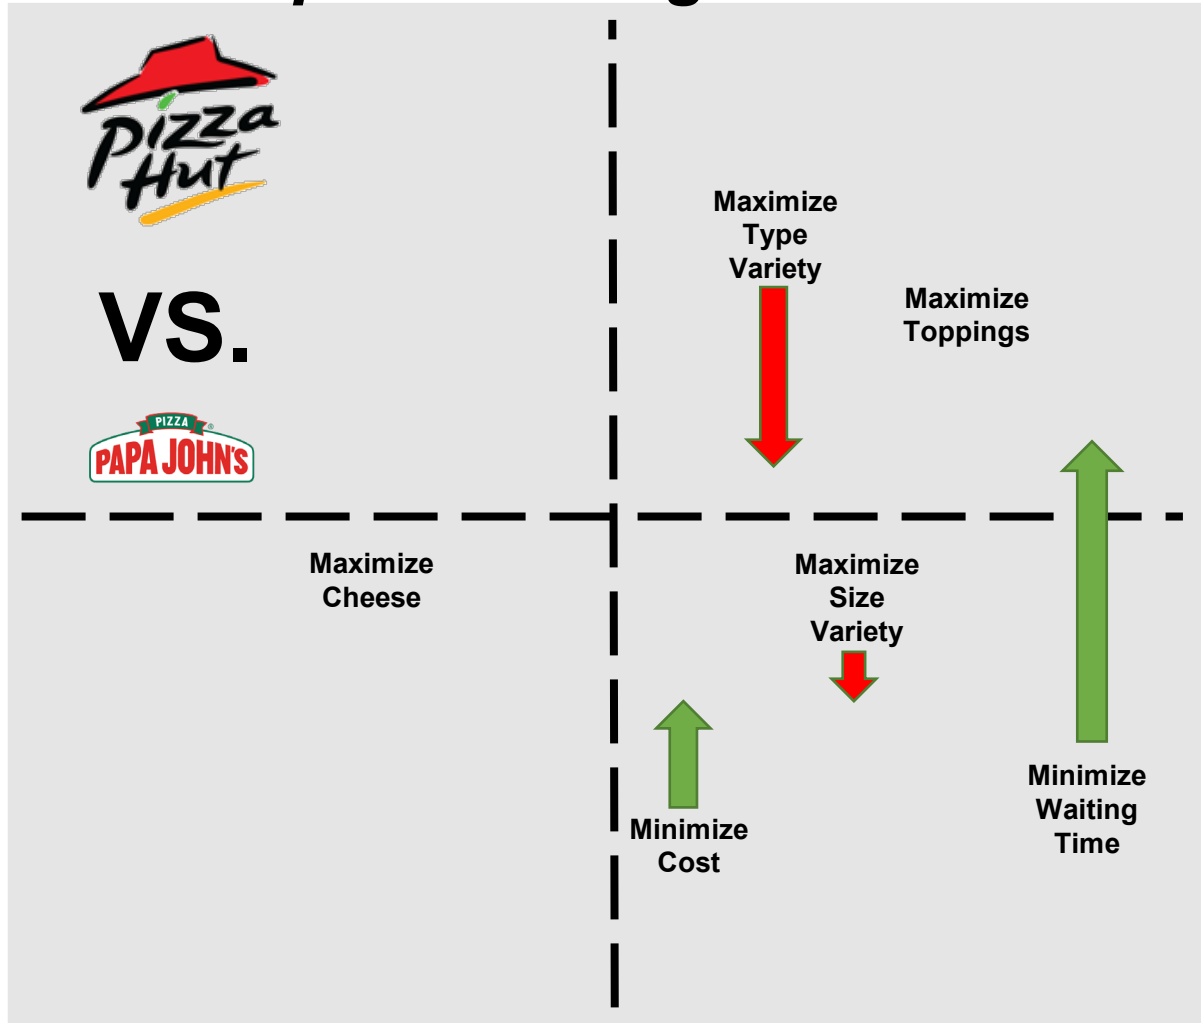 Pizza
Hut
VS.
PIZZA
PAPA JOHN'S
Maximize
Type
Variety
Maximize
Toppings
Maximize
Cheese
Maximize
Size
Variety
Minimize
Cost
Minimize
Waiting
Time